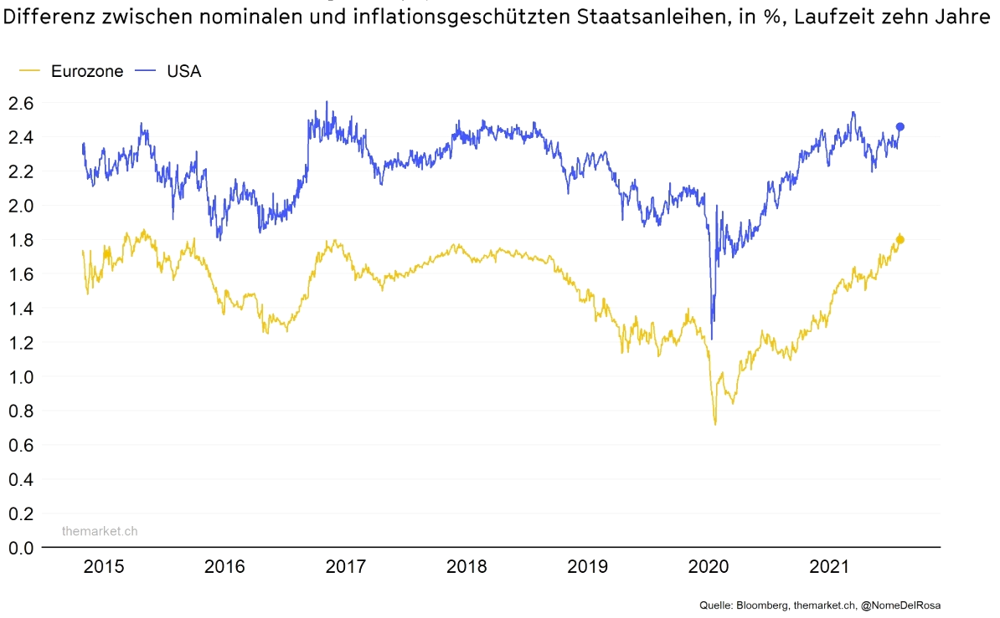 Differenz zwischen nominalen und inflationsgeschützten Staatsanleihen, in %, Laufzeit zehn Jahre
Eurozone USA
2.6
2.4
2.2
2.0
1.8
1.6
1.4
1.2
1.0
0.8
0.6
0.4
0.2
themarket.ch
0.0
2015 2016 2017 2018 2019 2020 2021
Quelle: Bloomberg, themarket.ch, @NomeDelRosa